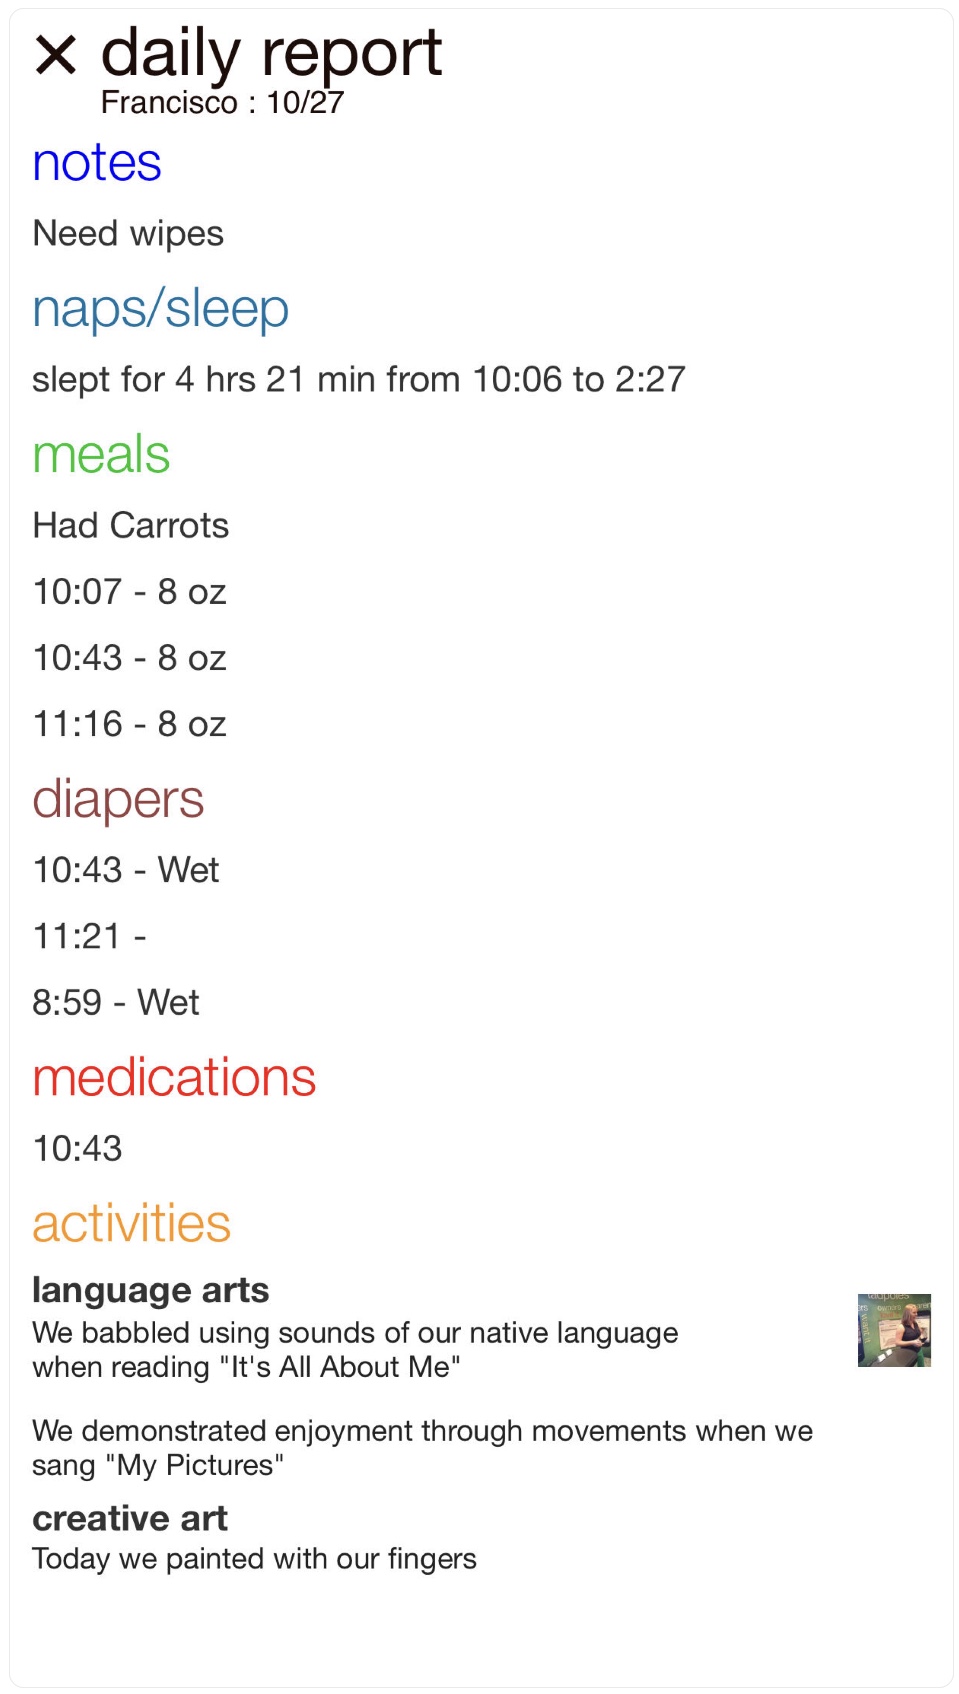 × daily report
Francisco : 10/27
notes
Need wipes
naps/sleep
slept for 4 hrs 21 min from 10:06 to 2:27
meals
Had Carrots
10:07 - 8 oz
10:43 - 8 oz
11:16 - 8 oz
diapers
10:43 - Wet
11:21 -
8:59 - Wet
medications
10:43
activities
language arts
We babbled using sounds of our native language
when reading "It's All About Me"
We demonstrated enjoyment through movements when we
sang "My Pictures"
creative art
Today we painted with our fingers